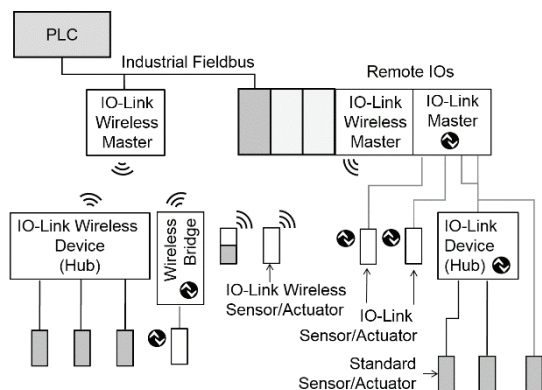 PLC
Industrial Fieldbus
Remote IOs
IO-Link
Wireless
Master
IO-Link
Wireless
Master
IO-Link
Master
IO-Link Wireless
Device
(Hub)
Wireless
Bridge
IO-Link
Device
(Hub)
IO-Link Wireless
Sensor/Actuator
IO-Link
Sensor/Actuator
Standard
Sensor/Actuator